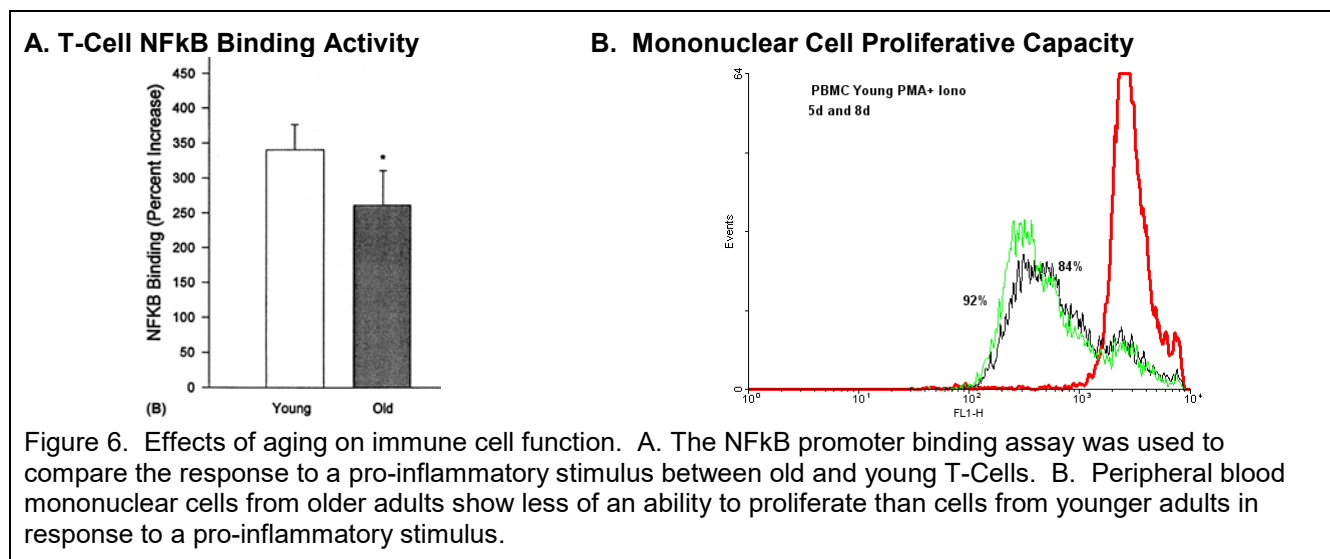 A. T-Cell NFkB Binding Activity
B. Mononuclear Cell Proliferative Capacity
NFKB Binding (Percent Increase)
450
400
350
300
250
200
150
100
50
0
*
(B)
Young
Old
64
PBMC Young PMA+ Iono
5d and 8d
Events
84%
92%
0
10⁰
10¹
10²
10³
10⁴
FL1-H
Figure 6. Effects of aging on immune cell function. A. The NFkB promoter binding assay was used to
compare the response to a pro-inflammatory stimulus between old and young T-Cells. B. Peripheral blood
mononuclear cells from older adults show less of an ability to proliferate than cells from younger adults in
response to a pro-inflammatory stimulus.